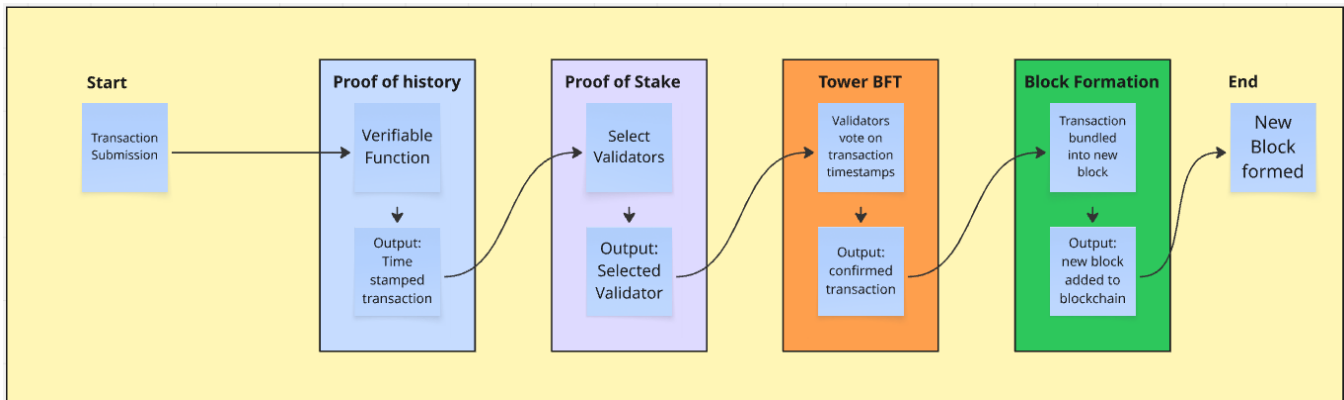 Start
Transaction
Submission
Proof of history
Verifiable
Function
Output:
Time
stamped
transaction
Proof of Stake
Select
Validators
Output:
Selected
Validator
Tower BFT
Validators
vote on
transaction
timestamps
Output:
confirmed
transaction
Block Formation
Transaction
bundled
into new
block
Output:
new block
added to
blockchain
End
New
Block
formed